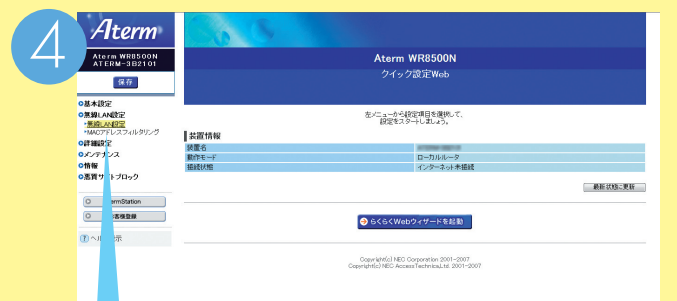 4
Aterm
Aterm WR8500N
ATERM-3B2101
保存
基本設定
無線LAN設定
無線LAN設定
MACアドレスフィルタリング
詳細設定
メンテナンス
情報
悪質サイトブロック
ermStation
客様登録
?
Aterm WR8500N
クイック設定Web
左メニューから設定項目を選択して、
設定をスタートしましょう。
装置情報
装置名
動作モード ローカルルータ
接続状態 インターネット未接続
最新状態に更新
らくらくWebウィザードを起動
Copyright(c) NEC Corporation 2001-2007
Copyright(c) NEC AccessTechnica,Ltd. 2001-2007